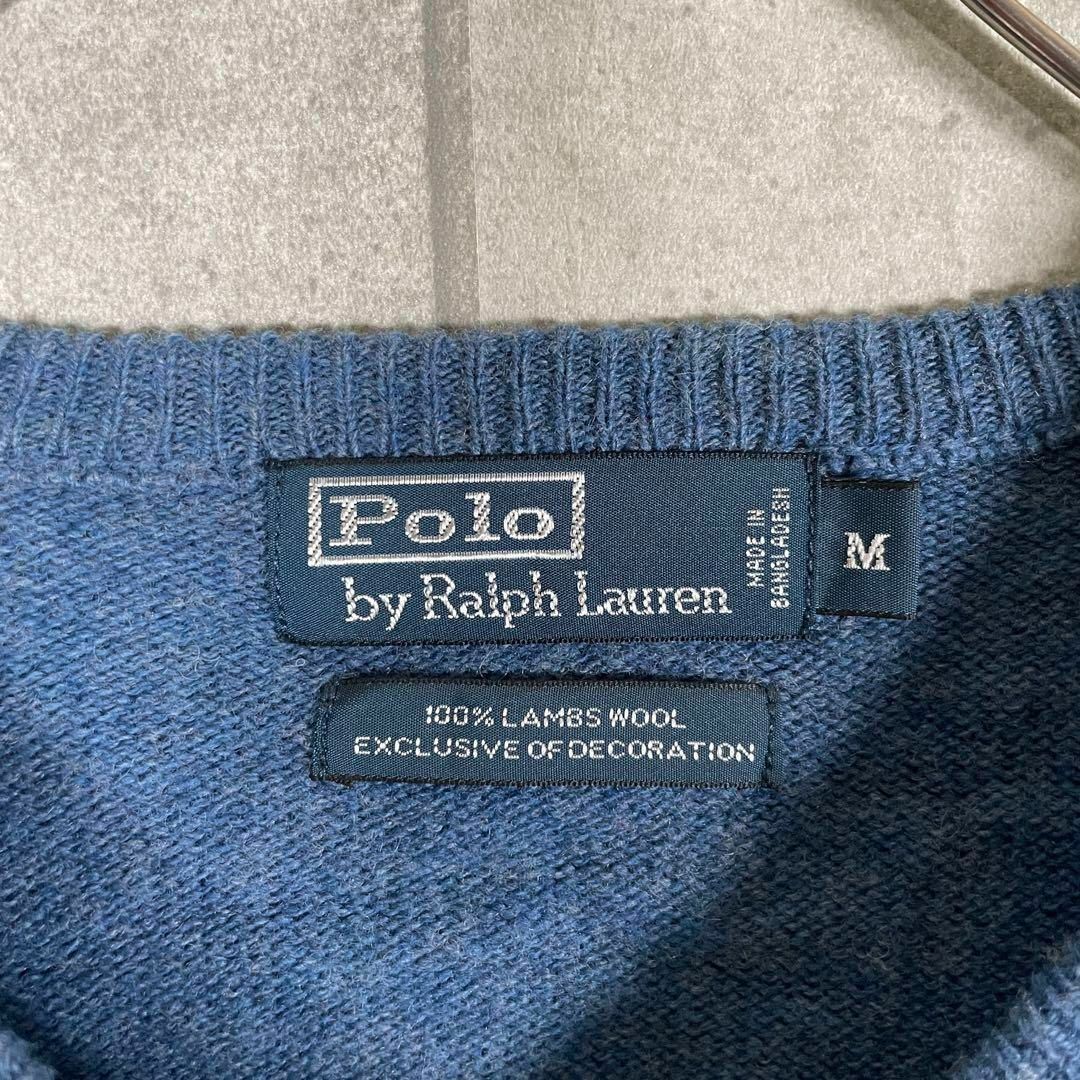 Polo
by Ralph Lauren
MADE IN
BANGLADESH
M
100% LAMBS WOOL
EXCLUSIVE OF DECORATION